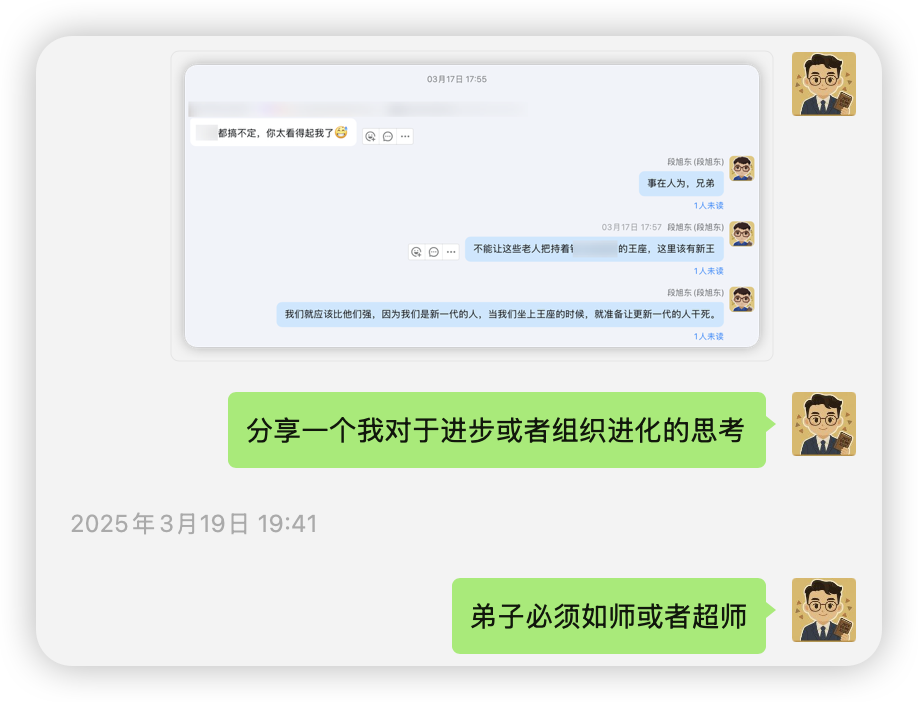 03月17日 17:55
都搞不定，你太看得起我了😅
段旭东 (段旭东)
事在人为，兄弟
1人未读
03月17日 17:57 段旭东 (段旭东)
不能让这些老人把持着 的王座，这里该有新王
1人未读
段旭东 (段旭东)
我们就应该比他们强，因为我们是新一代的人，当我们坐上王座的时候，就准备让更新一代的人干死。
1人未读
分享一个我对于进步或者组织进化的思考
2025年3月19日 19:41
弟子必须如师或者超师